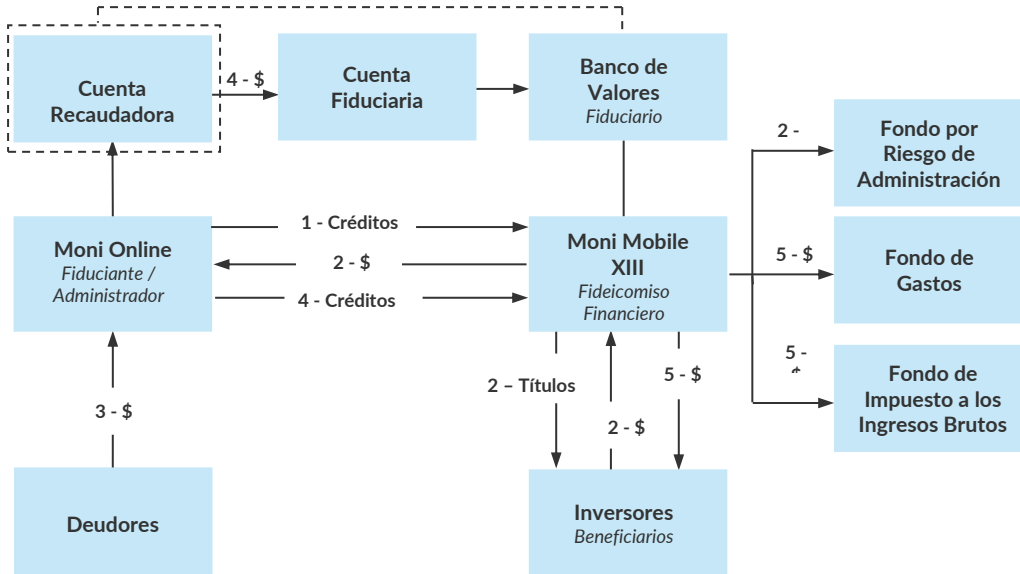 Cuenta
Recaudadora
4 - $
Cuenta
Fiduciaria
Banco de
Valores
Fiduciario
2 -
Fondo por
Riesgo de
Administración
Moni Online
Fiduciante /
Administrador
1 - Créditos
2 - $
4 - Créditos
Moni Mobile
XIII
Fideicomiso
Financiero
5 - $
Fondo de
Gastos
5 -
Fondo de
Impuesto a los
Ingresos Brutos
3 - $
2 – Títulos
2 - $
5 - $
Deudores
Inversores
Beneficiarios